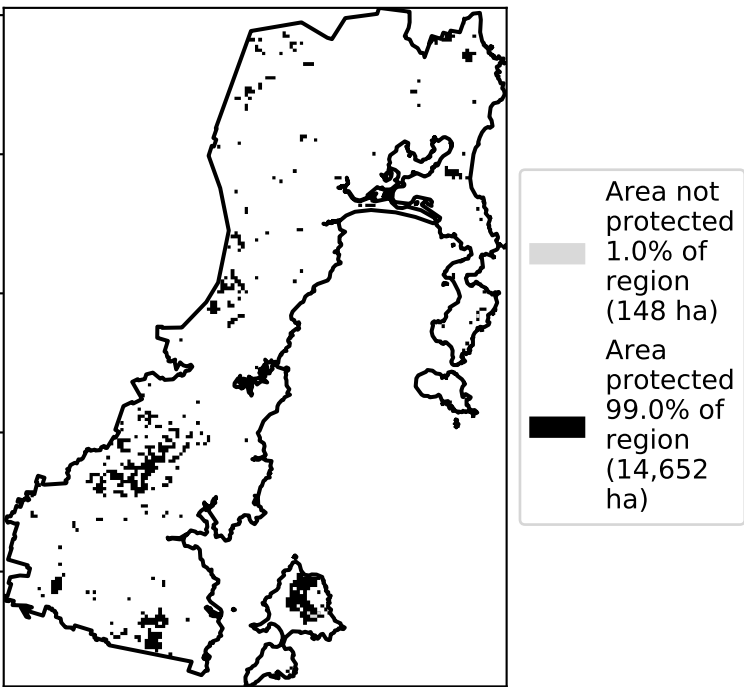 Area not
protected
1.0% of
region
(148 ha)
Area
protected
99.0% of
region
(14,652
ha)